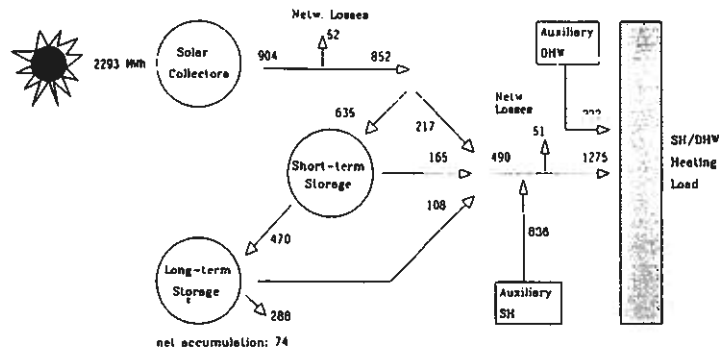 Netw. Losses
52
2293 MWh
Solar
Collectors
904
852
Auxiliary
DHW
635
217
Netw
Losses
51
Short-term
Storage
165
490
1275
SH/DHW
Heating
Load
108
470
836
Long-term
Storage
288
Auxiliary
SH
net accumulation: 74